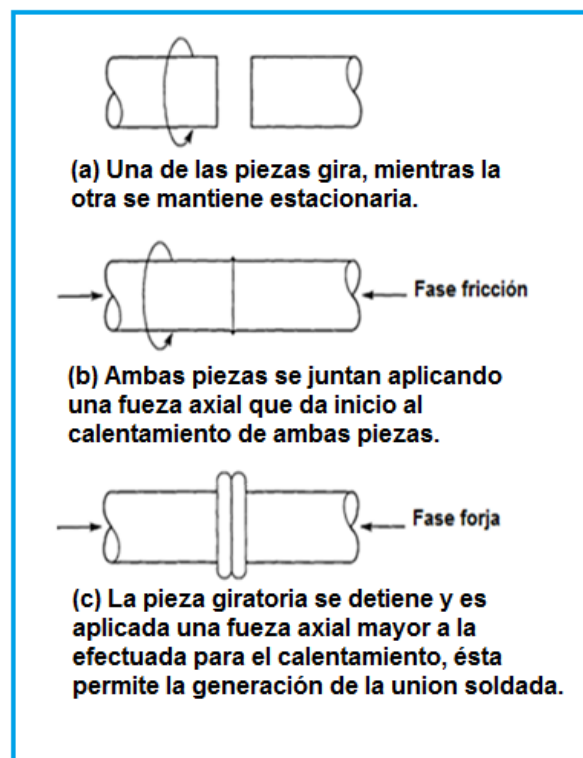 (a) Una de las piezas gira, mientras la
otra se mantiene estacionaria.
Fase fricción
(b) Ambas piezas se juntan aplicando
una fueza axial que da inicio al
calentamiento de ambas piezas.
Fase forja
(c) La pieza giratoria se detiene y es
aplicada una fueza axial mayor a la
efectuada para el calentamiento, ésta
permite la generación de la union soldada.